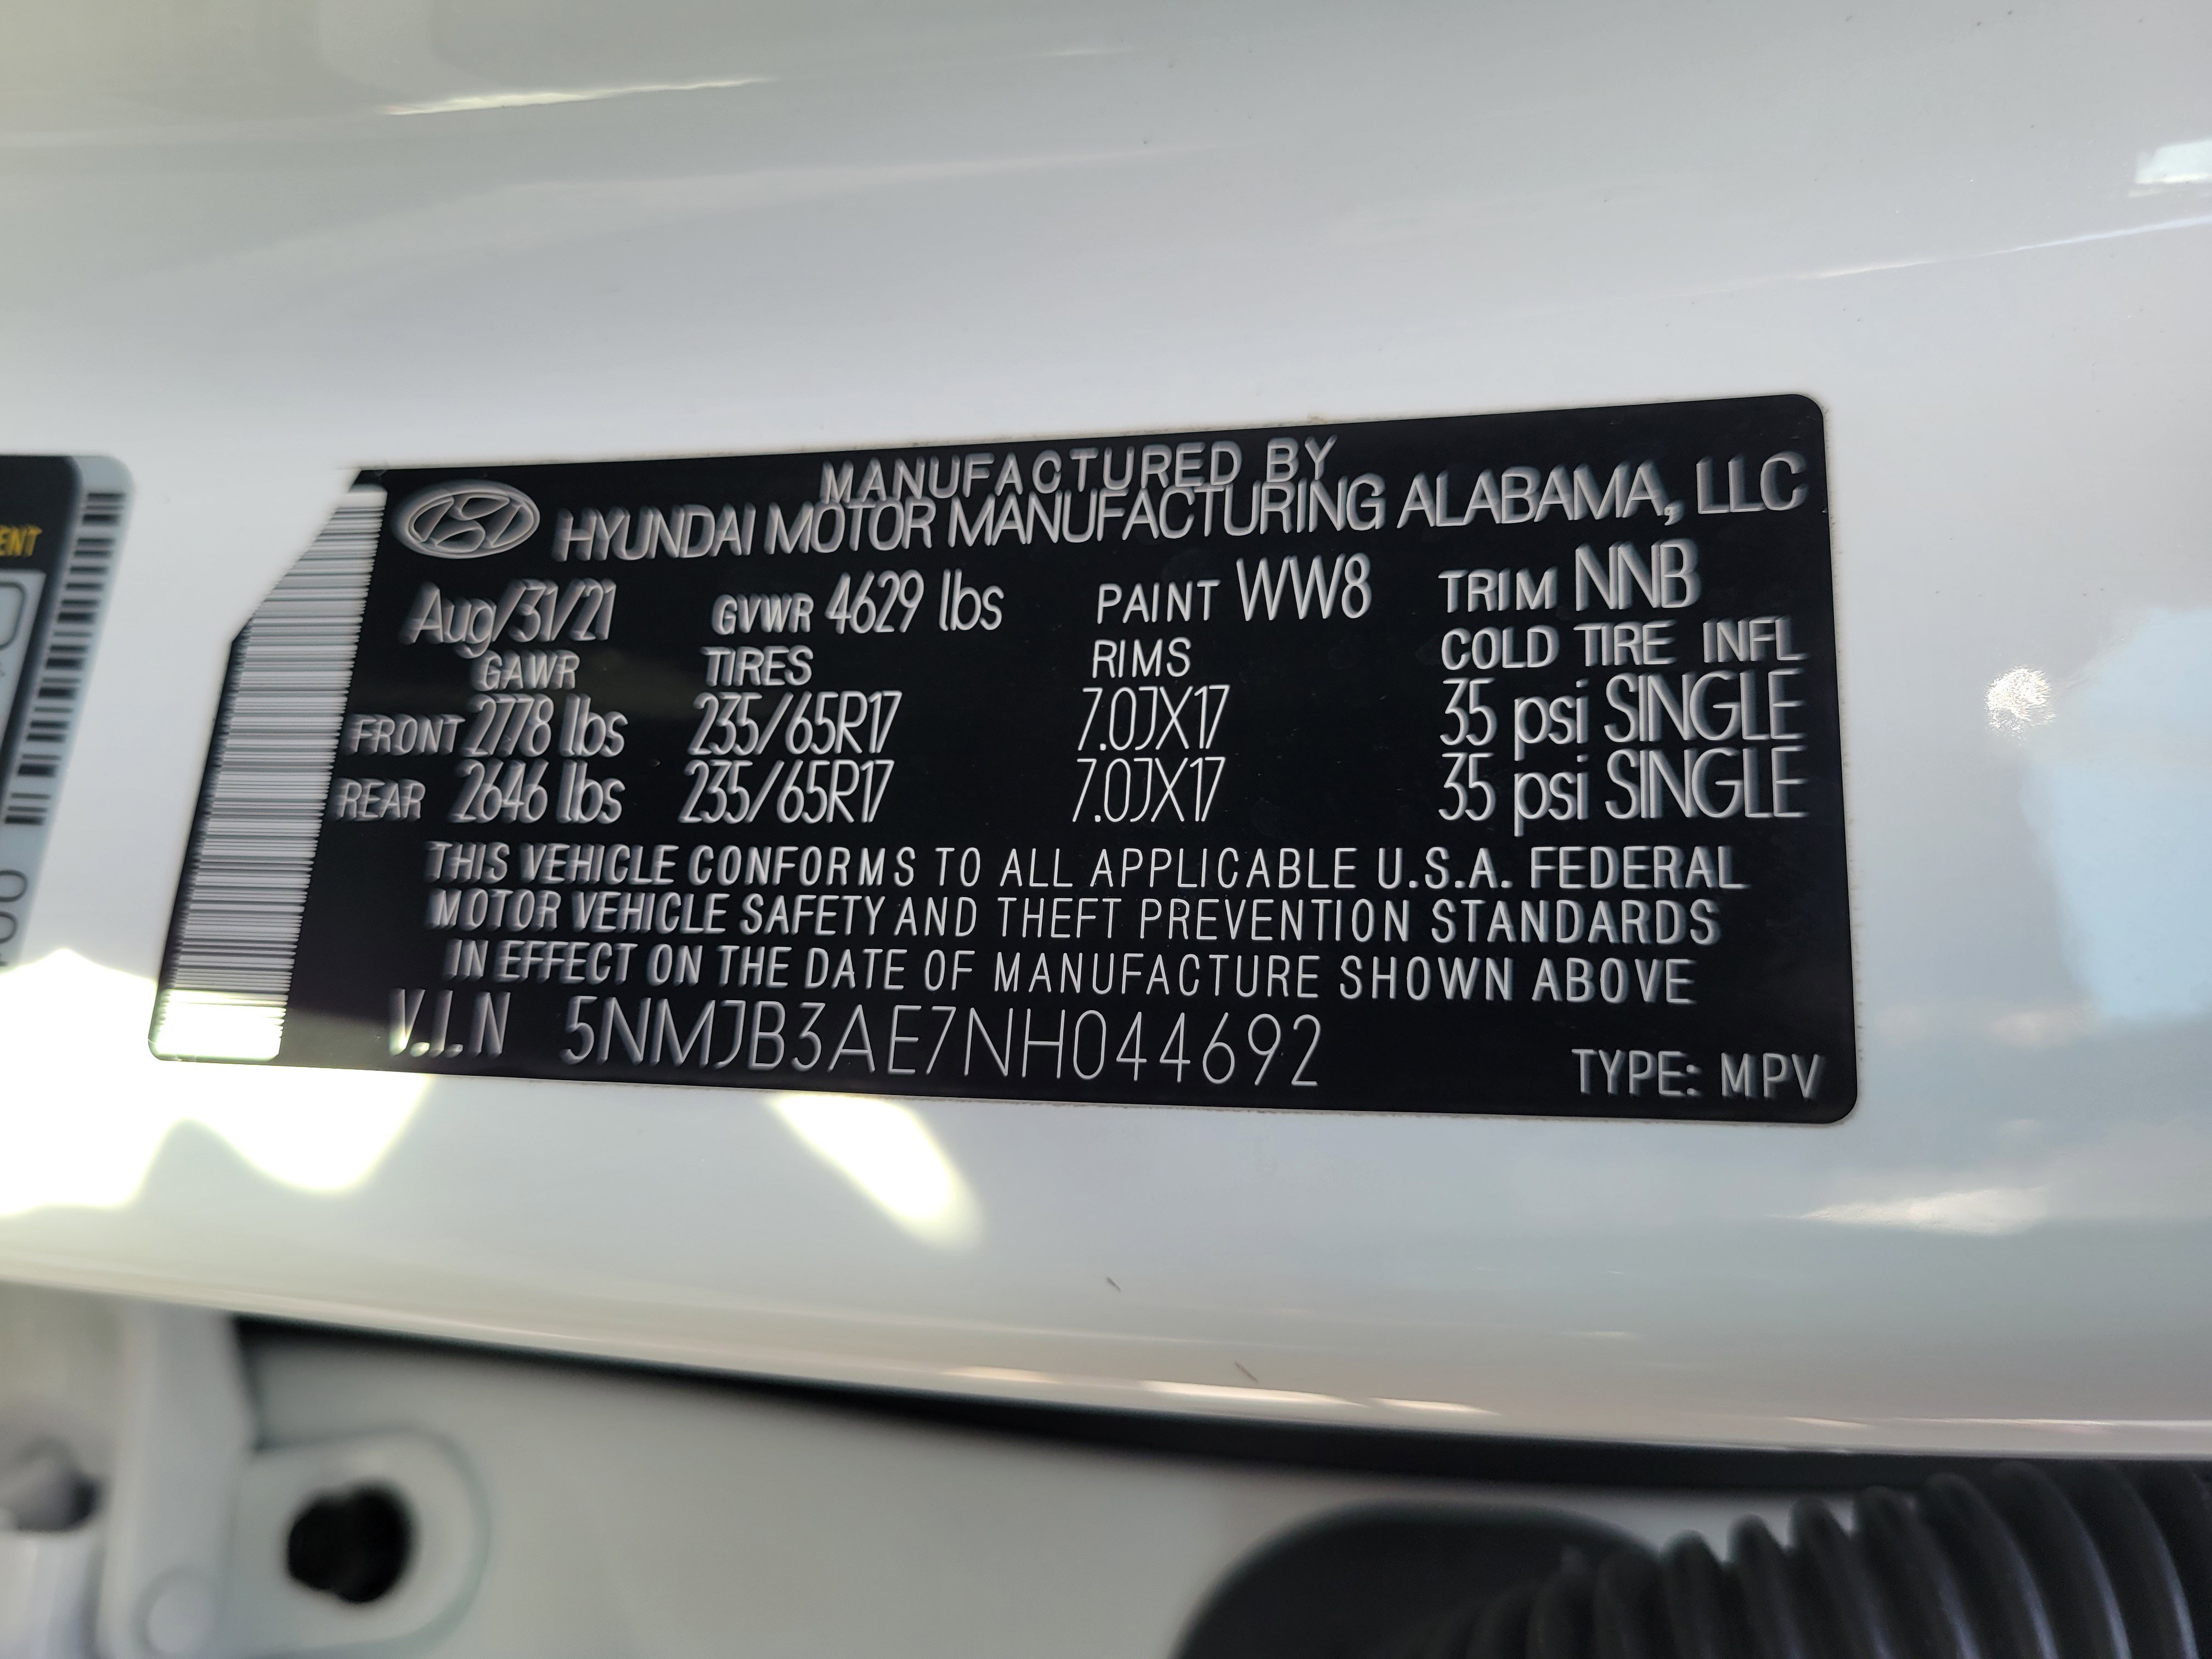 MANUFACTURED BY
HYUNDAI MOTOR MANUFACTURING ALABAMA, LLC
Aug/31/21 GVWR 4629 lbs PAINT WW8 TRIM NNB
GAWR TIRES RIMS COLD TIRE INFL
FRONT 2778 lbs 235/65R17 7.0JX17 35 psi SINGLE
REAR 2646 lbs 235/65R17 7.0JX17 35 psi SINGLE
THIS VEHICLE CONFORMS TO ALL APPLICABLE U.S.A. FEDERAL
MOTOR VEHICLE SAFETY AND THEFT PREVENTION STANDARDS
IN EFFECT ON THE DATE OF MANUFACTURE SHOWN ABOVE
V.I.N 5NMJB3AE7NH044692
TYPE: MPV